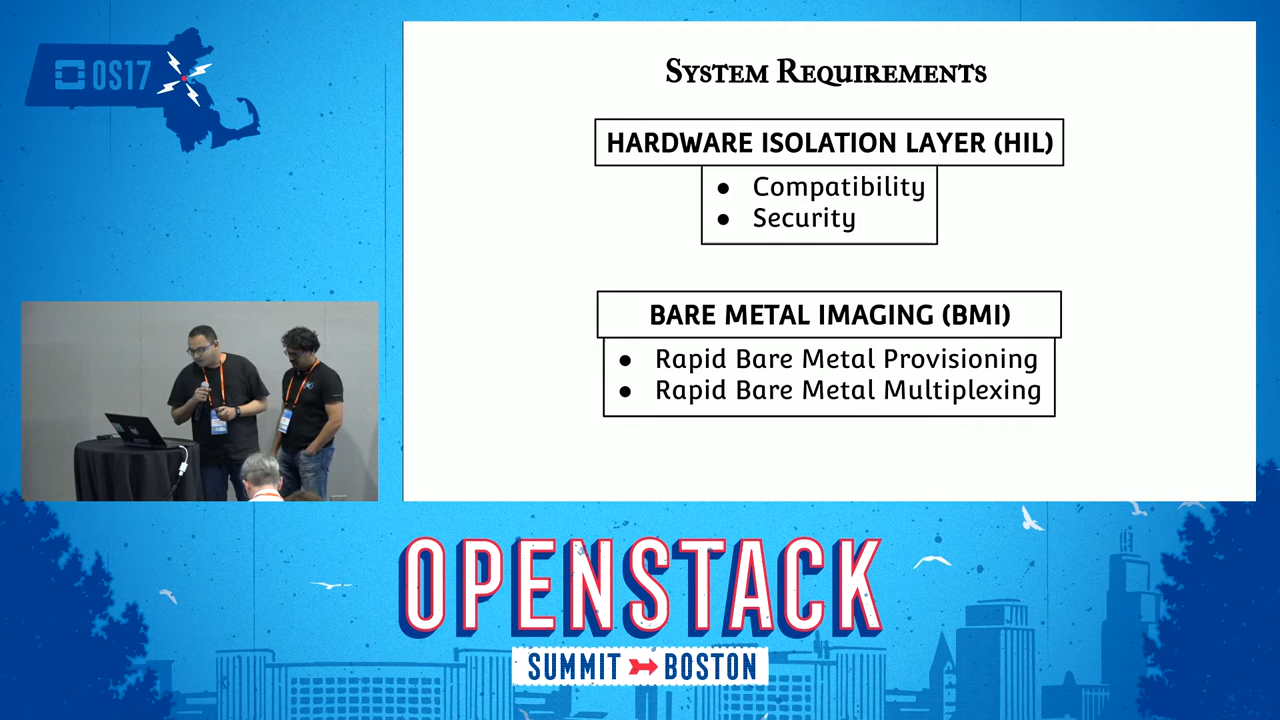 OS17
System Requirements
HARDWARE ISOLATION LAYER (HIL)
● Compatibility
● Security
BARE METAL IMAGING (BMI)
● Rapid Bare Metal Provisioning
● Rapid Bare Metal Multiplexing
OPENSTACK
SUMMIT BOSTON